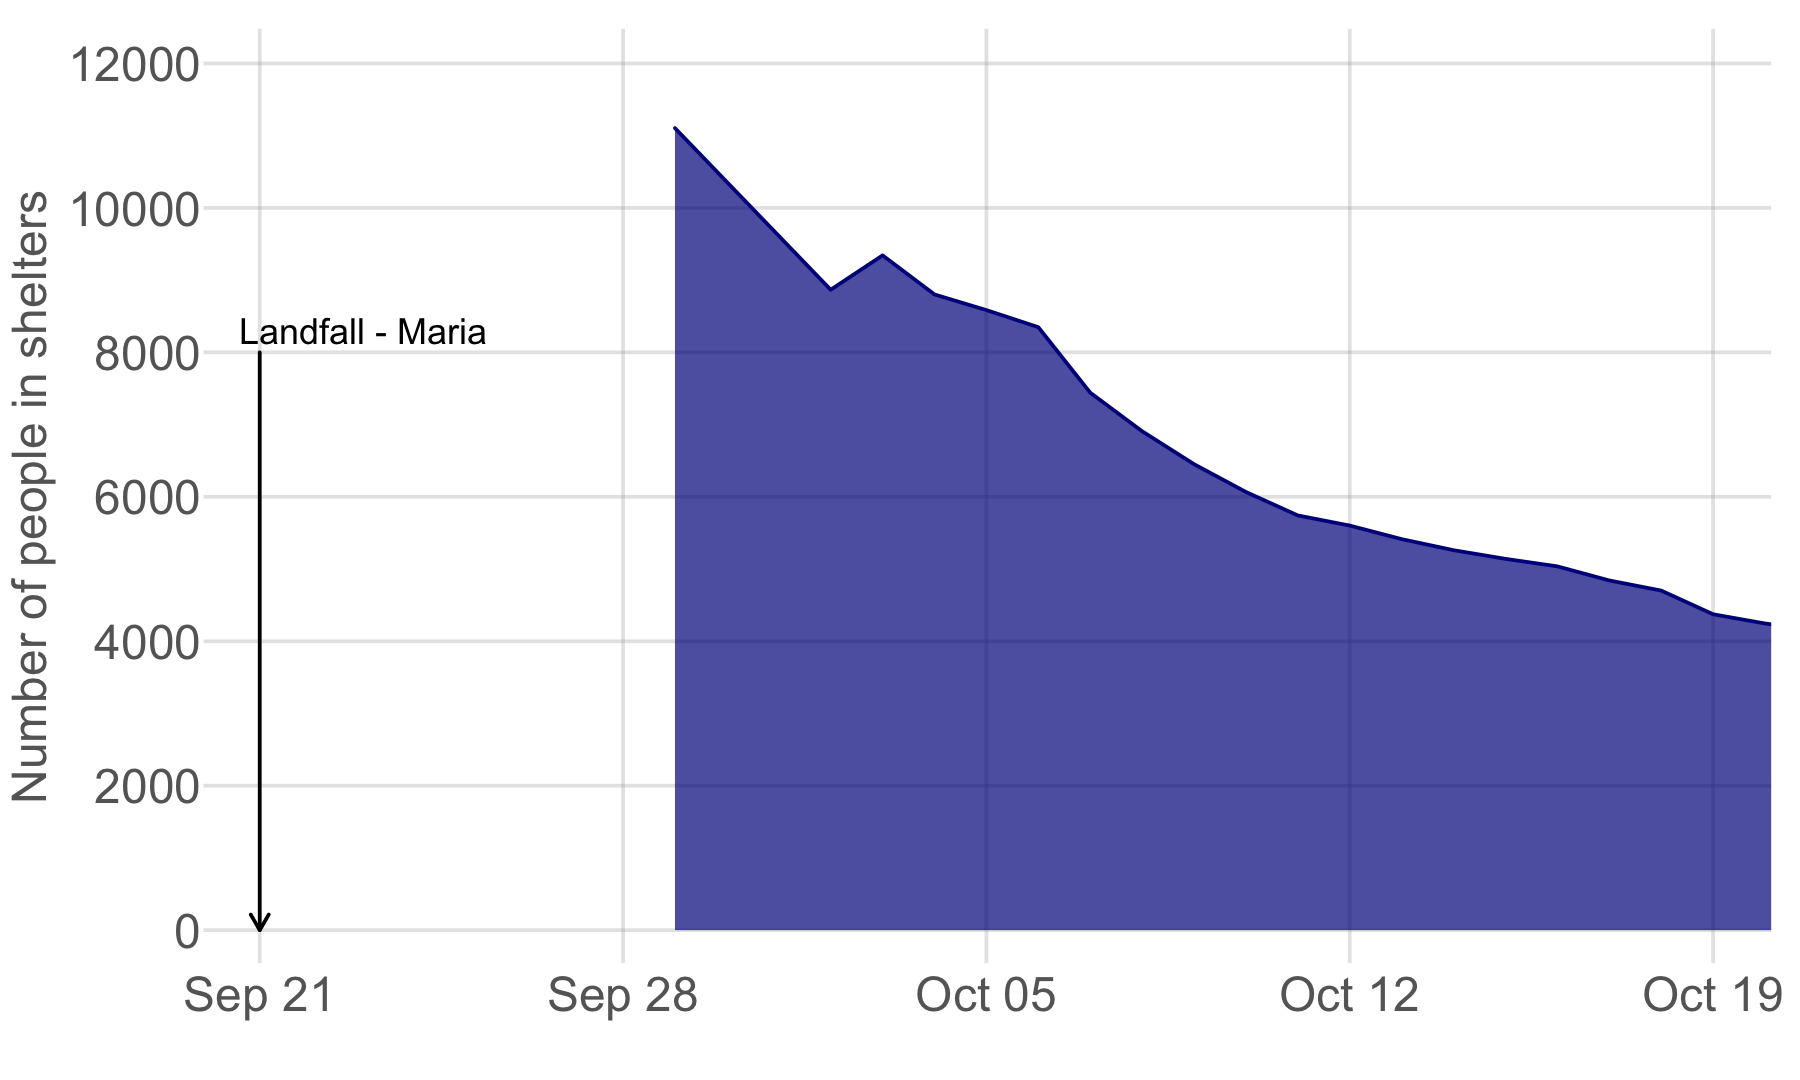 Number of people in shelters
12000
10000
8000
6000
4000
2000
0
Landfall - Maria
Sep 21
Sep 28
Oct 05
Oct 12
Oct 19